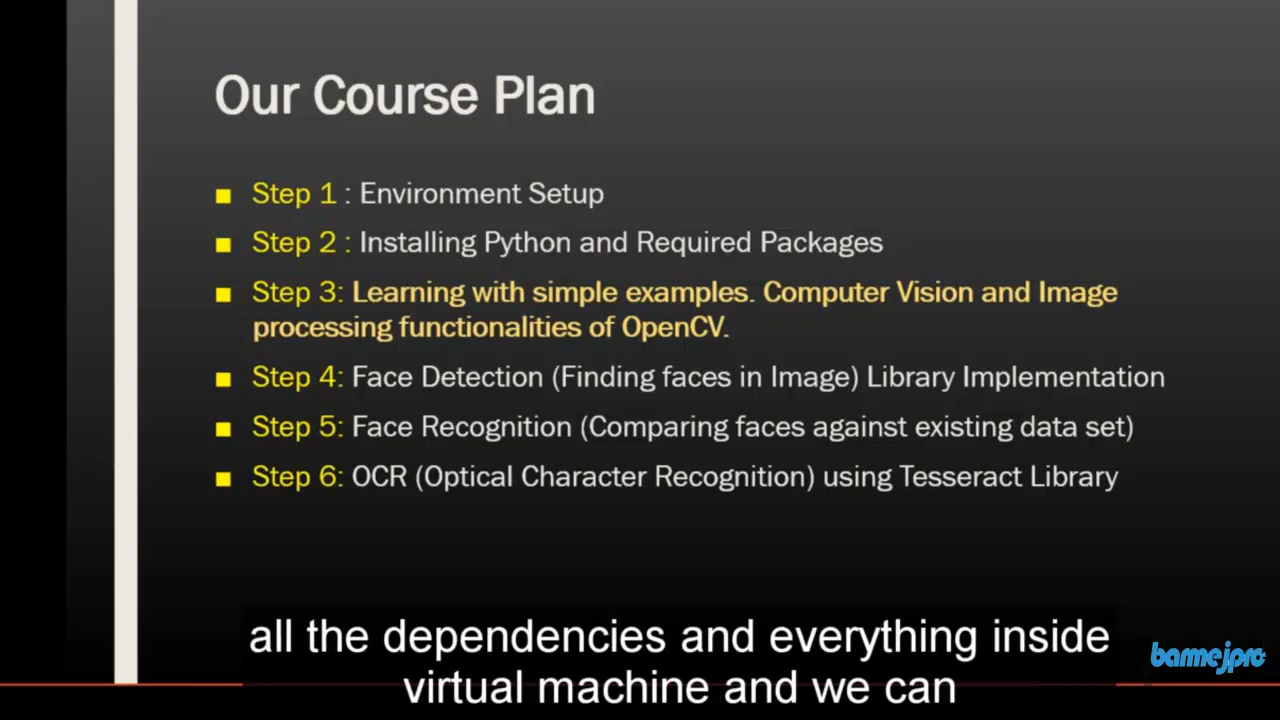 Our Course Plan
Step 1 : Environment Setup
Step 2 : Installing Python and Required Packages
Step 3: Learning with simple examples. Computer Vision and Image
processing functionalities of OpenCV.
Step 4: Face Detection (Finding faces in Image) Library Implementation
Step 5: Face Recognition (Comparing faces against existing data set)
Step 6: OCR (Optical Character Recognition) using Tesseract Library
all the dependencies and everything inside
virtual machine and we can
barmejpro